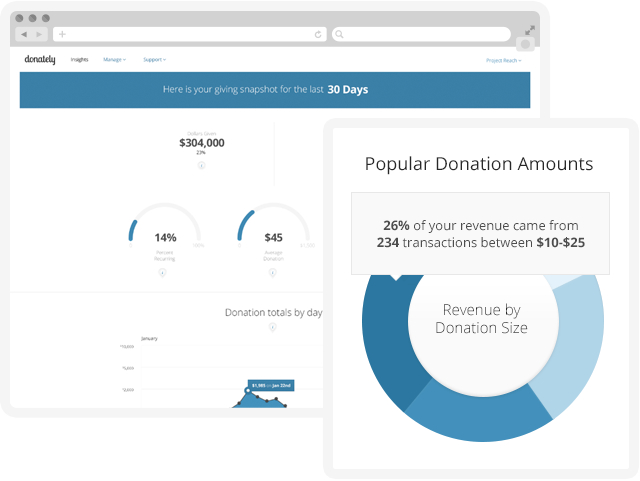 donately
Insights
Manage
Support
Project Reach
Here is your giving snapshot for the last 30 Days
Dollars Given
$304,000
23%
14%
Percent
Recurring
$45
Average
Donation
Donation totals by day
January
$1,985 on Jan 22nd
Popular Donation Amounts
26% of your revenue came from
234 transactions between $10-$25
Revenue by
Donation Size